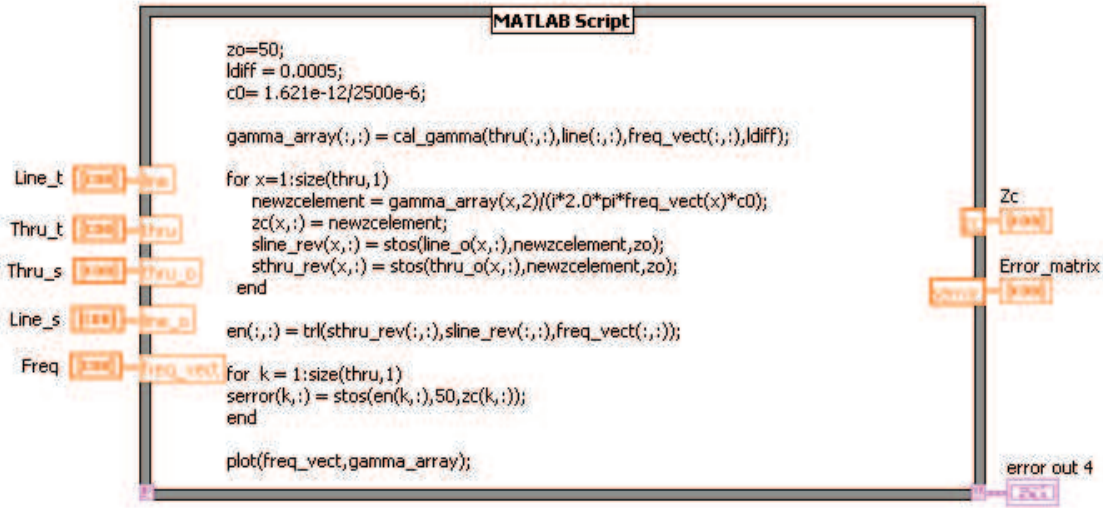 MATLAB Script
zo=50;
ldiff = 0.0005;
c0= 1.621e-12/2500e-6;
gamma_array(:,:) = cal_gamma(thru(:,:),line(:,:),freq_vect(:,:),ldiff);
for x=1:size(thru,1)
newzcelement = gamma_array(x,2)/(i*2.0*pi*freq_vect(x)*c0);
zc(x,:) = newzcelement;
sline_rev(x,:) = stos(line_o(x,:),newzcelement,zo);
sthru_rev(x,:) = stos(thru_o(x,:),newzcelement,zo);
end
en(:,:) = trl(sthru_rev(:,:),sline_rev(:,:),freq_vect(:,:));
for k = 1:size(thru,1)
serror(k,:) = stos(en(k,:),50,zc(k,:));
end
plot(freq_vect,gamma_array);
Line_t
line
Thru_t
thru
Thru_s
thru_o
Line_s
line_o
Freq
freq_vect
Zc
Error_matrix
serror
error out 4